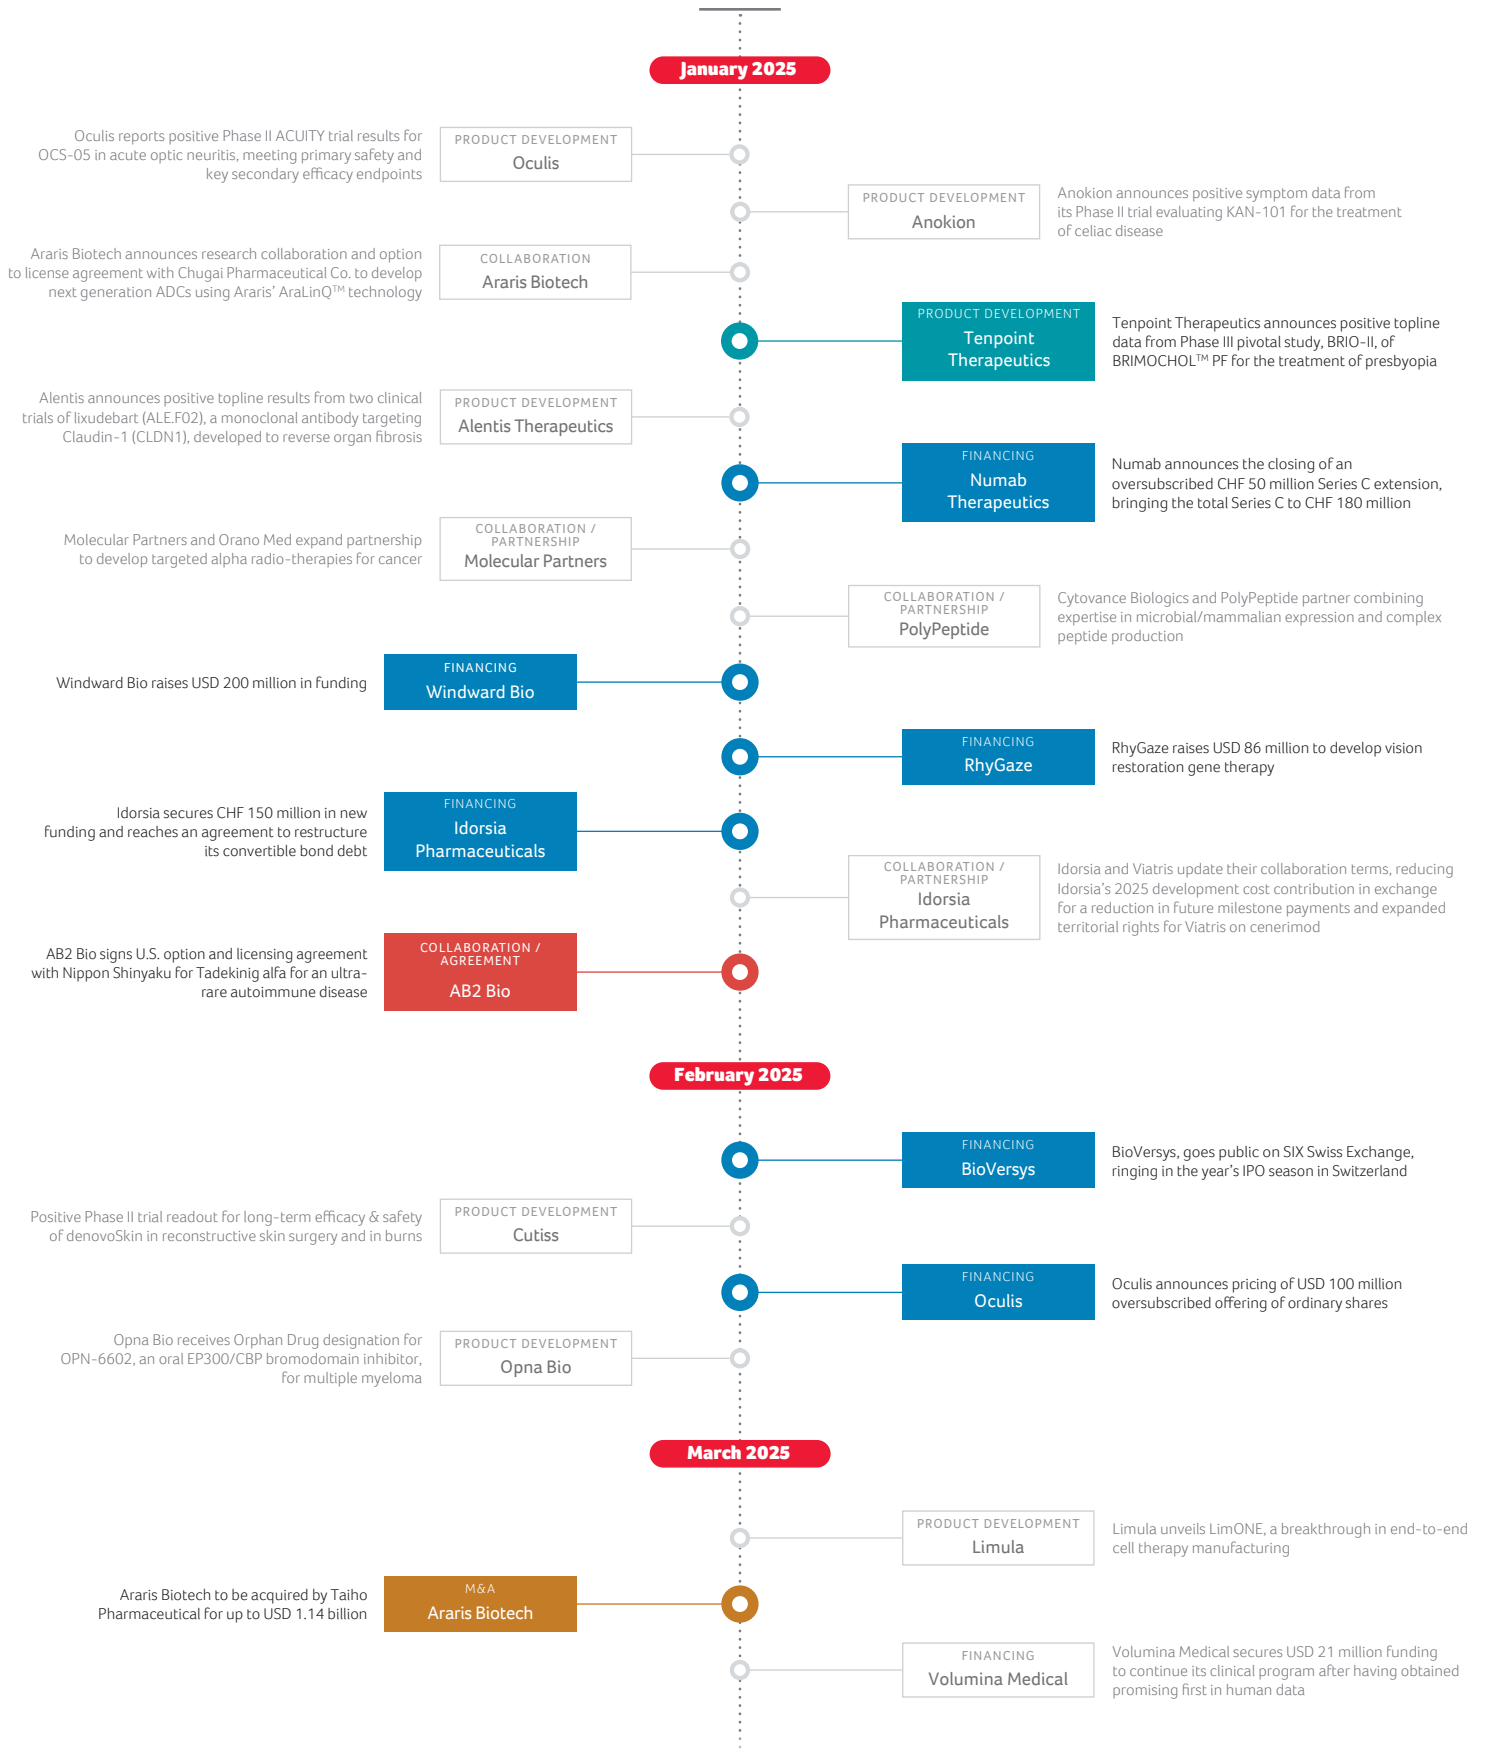 January 2025
Oculis reports positive Phase II ACUITY trial results for
OCS-05 in acute optic neuritis, meeting primary safety and
key secondary efficacy endpoints
PRODUCT DEVELOPMENT
Oculis
PRODUCT DEVELOPMENT
Anokion
Anokion announces positive symptom data from
its Phase II trial evaluating KAN-101 for the treatment
of celiac disease
Araris Biotech announces research collaboration and option
to license agreement with Chugai Pharmaceutical Co. to develop
next generation ADCs using Araris’ AraLinQ™ technology
COLLABORATION
Araris Biotech
PRODUCT DEVELOPMENT
Tenpoint
Therapeutics
Tenpoint Therapeutics announces positive topline
data from Phase III pivotal study, BRIO-II, of
BRIMOCHOL™ PF for the treatment of presbyopia
Alentis announces positive topline results from two clinical
trials of lixudebart (ALE.F02), a monoclonal antibody targeting
Claudin-1 (CLDN1), developed to reverse organ fibrosis
PRODUCT DEVELOPMENT
Alentis Therapeutics
FINANCING
Numab
Therapeutics
Numab announces the closing of an
oversubscribed CHF 50 million Series C extension,
bringing the total Series C to CHF 180 million
Molecular Partners and Orano Med expand partnership
to develop targeted alpha radio-therapies for cancer
COLLABORATION /
PARTNERSHIP
Molecular Partners
COLLABORATION /
PARTNERSHIP
PolyPeptide
Cytovance Biologics and PolyPeptide partner combining
expertise in microbial/mammalian expression and complex
peptide production
Windward Bio raises USD 200 million in funding
FINANCING
Windward Bio
FINANCING
RhyGaze
RhyGaze raises USD 86 million to develop vision
restoration gene therapy
Idorsia secures CHF 150 million in new
funding and reaches an agreement to restructure
its convertible bond debt
FINANCING
Idorsia
Pharmaceuticals
COLLABORATION /
PARTNERSHIP
Idorsia
Pharmaceuticals
Idorsia and Viatris update their collaboration terms, reducing
Idorsia’s 2025 development cost contribution in exchange
for a reduction in future milestone payments and expanded
territorial rights for Viatris on cenerimod
AB2 Bio signs U.S. option and licensing agreement
with Nippon Shinyaku for Tadekinig alfa for an ultra-
rare autoimmune disease
COLLABORATION /
AGREEMENT
AB2 Bio
February 2025
FINANCING
BioVersys
BioVersys, goes public on SIX Swiss Exchange,
ringing in the year’s IPO season in Switzerland
Positive Phase II trial readout for long-term efficacy & safety
of denovoSkin in reconstructive skin surgery and in burns
PRODUCT DEVELOPMENT
Cutiss
FINANCING
Oculis
Oculis announces pricing of USD 100 million
oversubscribed offering of ordinary shares
Opna Bio receives Orphan Drug designation for
OPN-6602, an oral EP300/CBP bromodomain inhibitor,
for multiple myeloma
PRODUCT DEVELOPMENT
Opna Bio
March 2025
PRODUCT DEVELOPMENT
Limula
Limula unveils LimONE, a breakthrough in end-to-end
cell therapy manufacturing
Araris Biotech to be acquired by Taiho
Pharmaceutical for up to USD 1.14 billion
M&A
Araris Biotech
FINANCING
Volumina Medical
Volumina Medical secures USD 21 million funding
to continue its clinical program after having obtained
promising first in human data